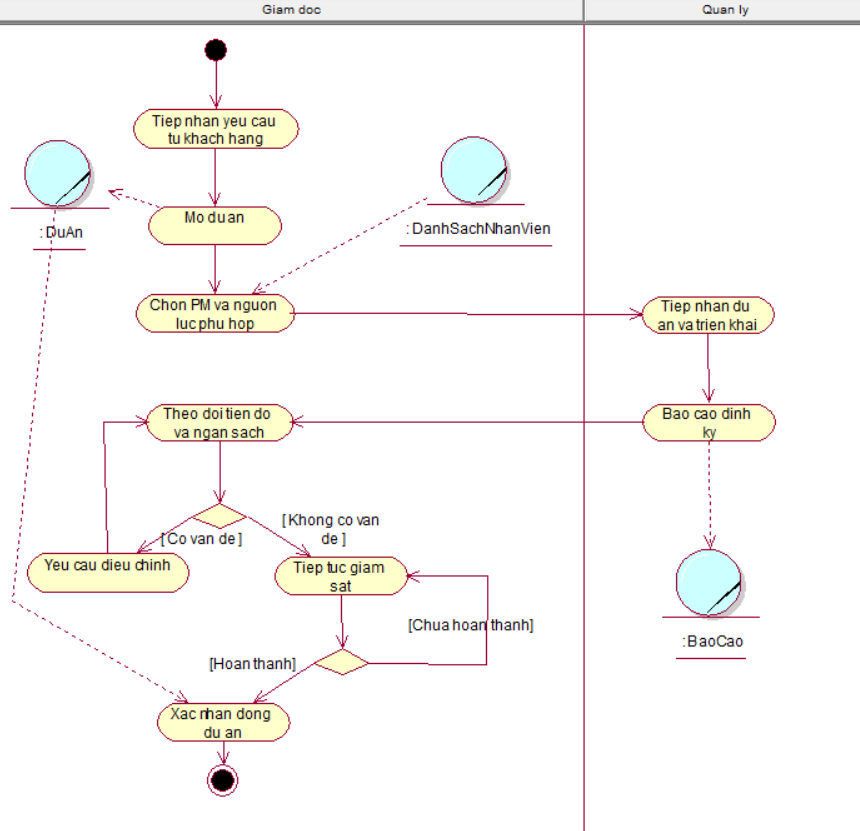 Giam doc
Quan ly
Tiep nhan yeu cau
tu khach hang
: DuAn
Mo du an
: DanhSachNhanVien
Chon PM va nguon
luc phu hop
Tiep nhan du
an va trien khai
Theo doi tien do
va ngan sach
Bao cao dinh
ky
[ Co van de ]
[ Khong co van
de ]
Yeu cau dieu chinh
Tiep tuc giam
sat
[Chua hoan thanh]
:BaoCao
[Hoan thanh]
Xac nhan dong
du an